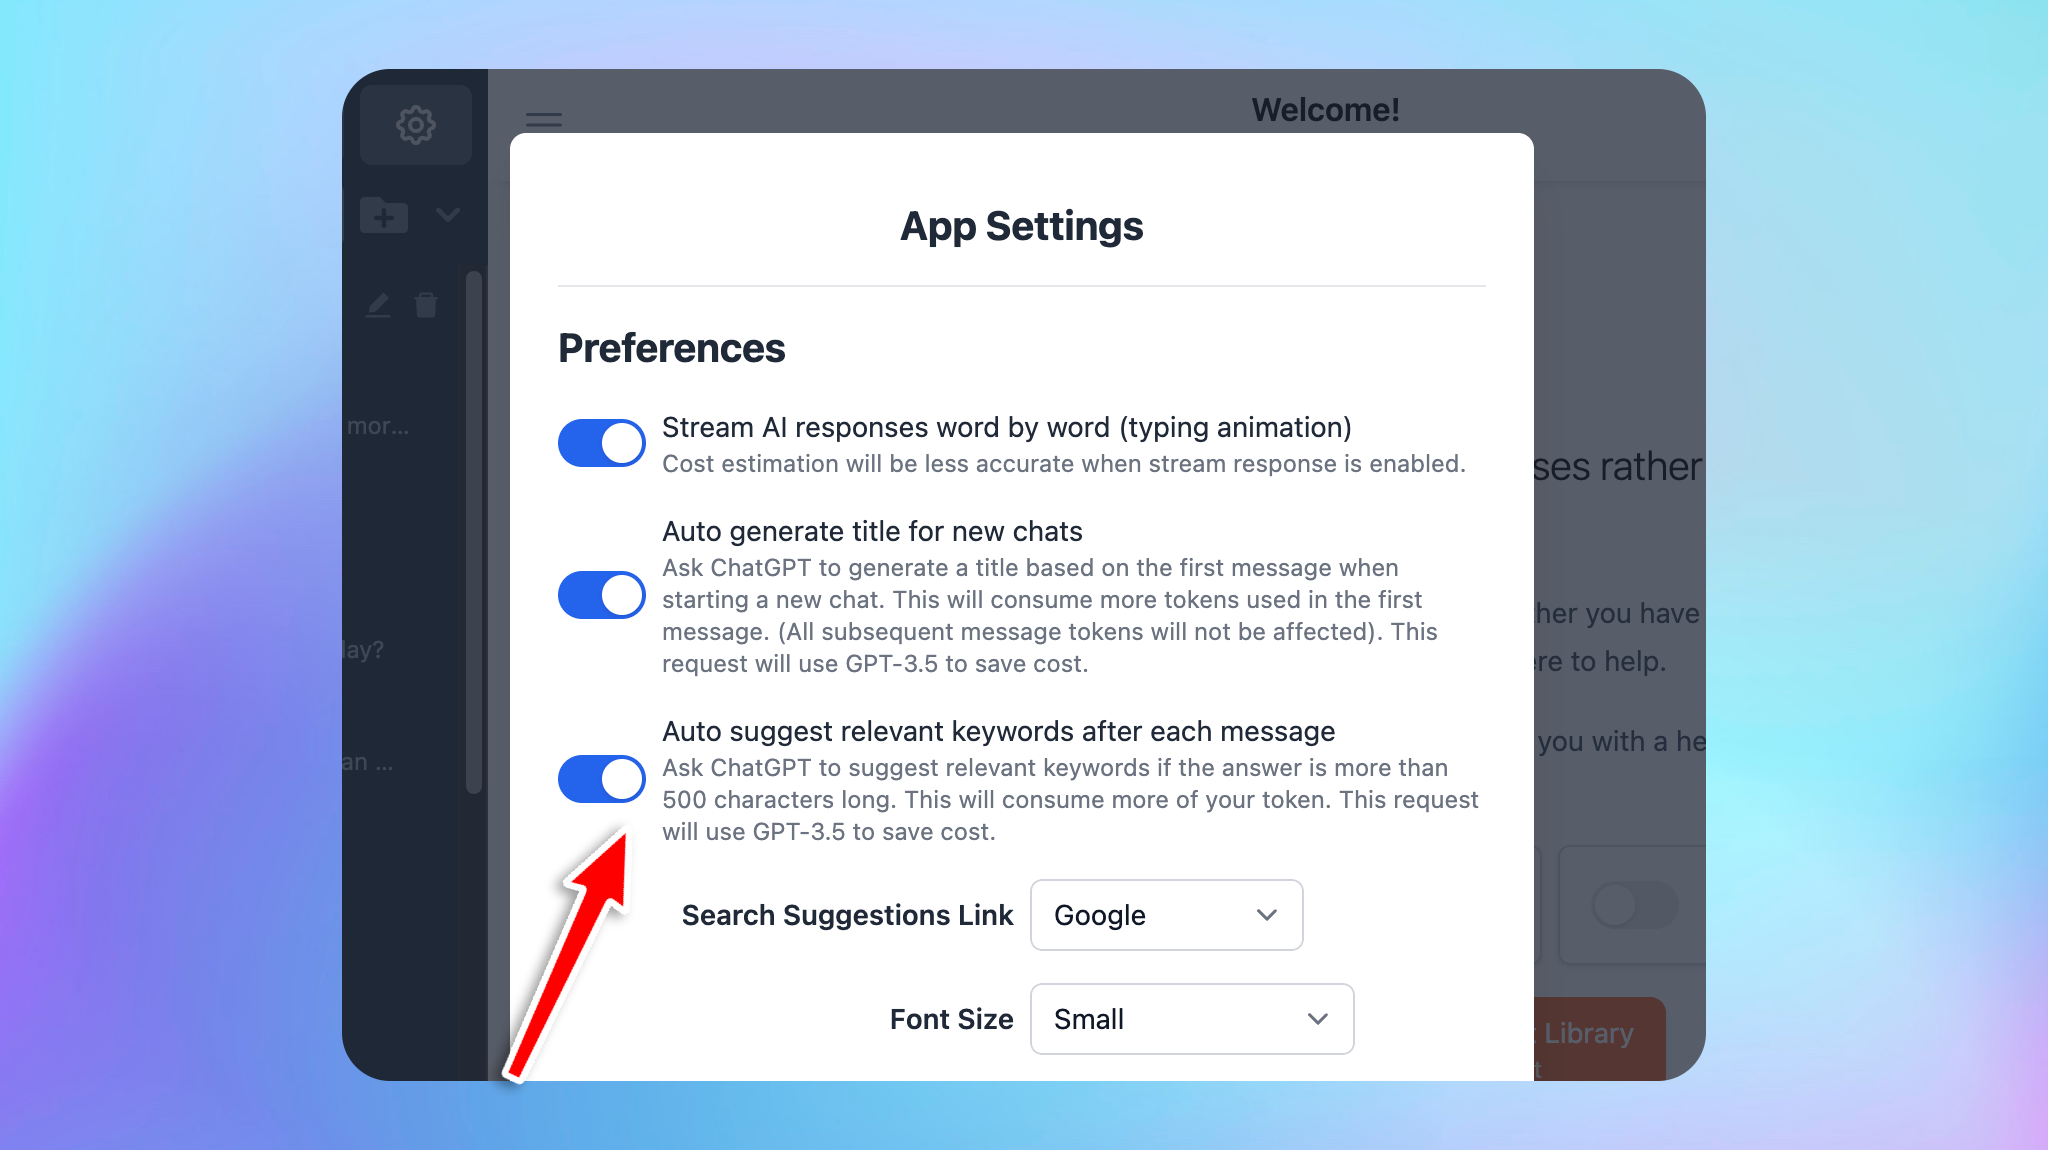 Welcome!
App Settings
Preferences
Stream AI responses word by word (typing animation)
Cost estimation will be less accurate when stream response is enabled.
Auto generate title for new chats
Ask ChatGPT to generate a title based on the first message when
starting a new chat. This will consume more tokens used in the first
message. (All subsequent message tokens will not be affected). This
request will use GPT-3.5 to save cost.
Auto suggest relevant keywords after each message
Ask ChatGPT to suggest relevant keywords if the answer is more than
500 characters long. This will consume more of your token. This request
will use GPT-3.5 to save cost.
Search Suggestions Link
Google
Font Size
Small
mor...
lay?
an ...
ses rather
her you have
ere to help.
you with a he
t Library
t